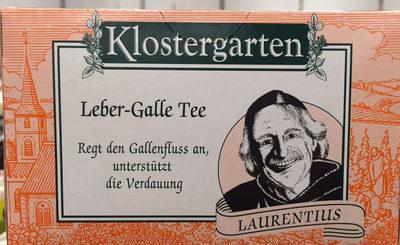 Klostergarten
Leber-Galle Tee
Regt den Gallenfluss an,
unterstützt
die Verdauung
LAURENTIUS